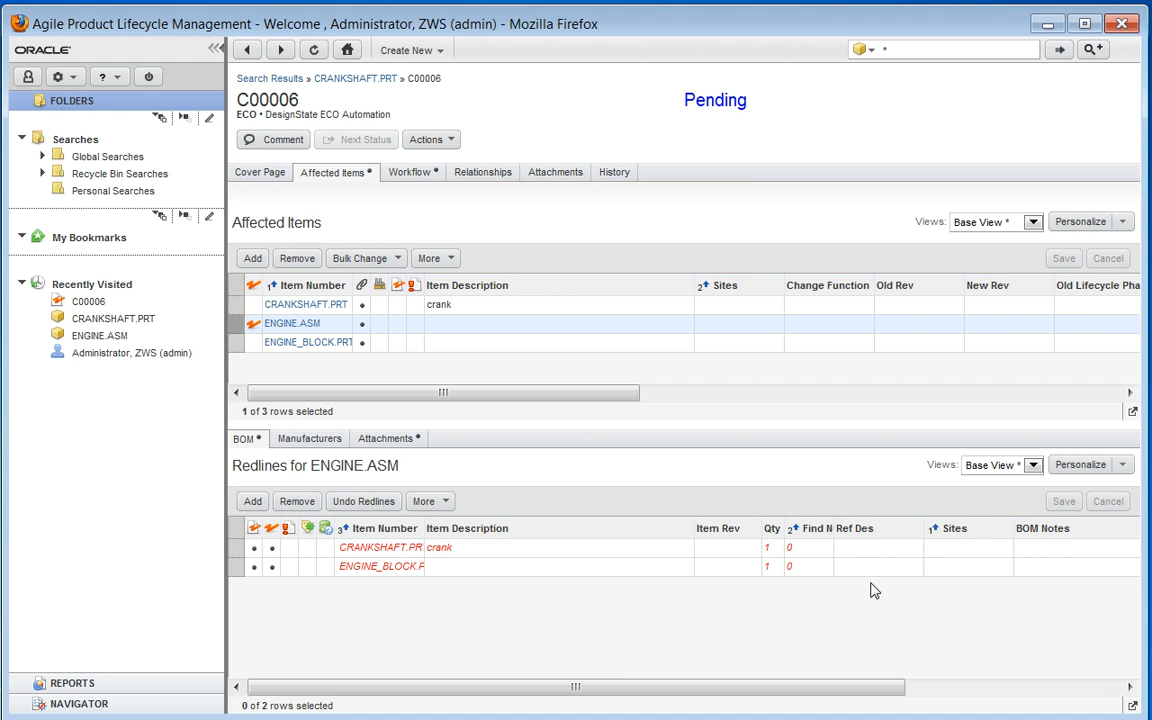 Agile Product Lifecycle Management - Welcome , Administrator, ZWS (admin) - Mozilla Firefox
ORACLE
Create New
*
FOLDERS
Searches
Global Searches
Recycle Bin Searches
Personal Searches
My Bookmarks
Recently Visited
C00006
CRANKSHAFT.PRT
ENGINE.ASM
Administrator, ZWS (admin)
REPORTS
NAVIGATOR
Search Results » CRANKSHAFT.PRT » C00006
C00006
Pending
ECO • DesignState ECO Automation
Comment Next Status Actions
Cover Page Affected Items Workflow Relationships Attachments History
Affected Items
Views: Base View * Personalize
Add Remove Bulk Change More Save Cancel
1 Item Number Item Description 2 Sites Change Function Old Rev New Rev Old Lifecycle Pha
CRANKSHAFT.PRT crank
ENGINE.ASM
ENGINE_BLOCK.PRT
1 of 3 rows selected
BOM Manufacturers Attachments
Redlines for ENGINE.ASM
Views: Base View * Personalize
Add Remove Undo Redlines More Save Cancel
3 Item Number Item Description Item Rev Qty 2 Find N Ref Des 1 Sites BOM Notes
CRANKSHAFT.PR crank 1 0
ENGINE_BLOCK.F 1 0
0 of 2 rows selected